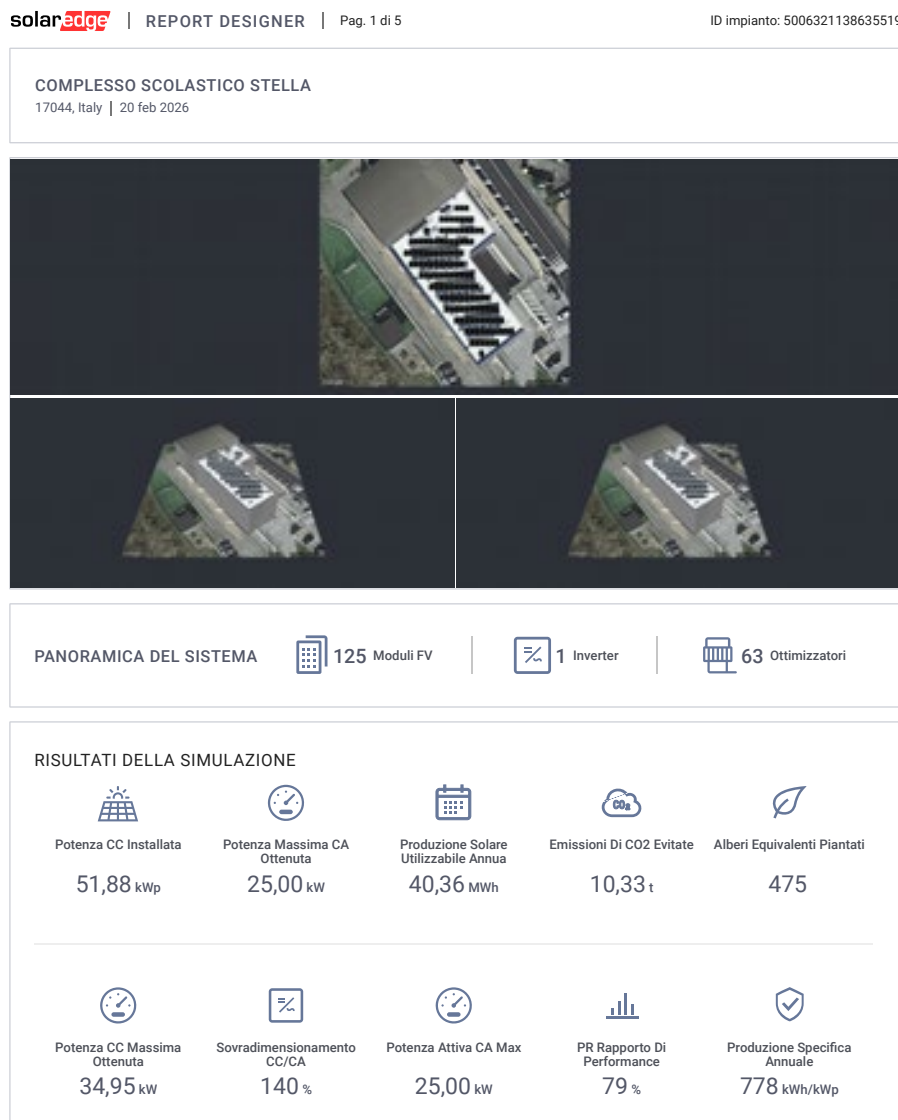 solaredge | REPORT DESIGNER | Pag. 1 di 5
ID impianto: 5006321138635519
COMPLESSO SCOLASTICO STELLA
17044, Italy | 20 feb 2026
PANORAMICA DEL SISTEMA
125 Moduli FV
1 Inverter
63 Ottimizzatori
RISULTATI DELLA SIMULAZIONE
Potenza CC Installata
51,88 kWp
Potenza Massima CA
Ottenuta
25,00 kW
Produzione Solare
Utilizzabile Annua
40,36 MWh
CO₂
Emissioni Di CO2 Evitate
10,33 t
Alberi Equivalenti Piantati
475
Potenza CC Massima
Ottenuta
34,95 kW
Sovradimensionamento
CC/CA
140 %
Potenza Attiva CA Max
25,00 kW
PR Rapporto Di
Performance
79 %
Produzione Specifica
Annuale
778 kWh/kWp